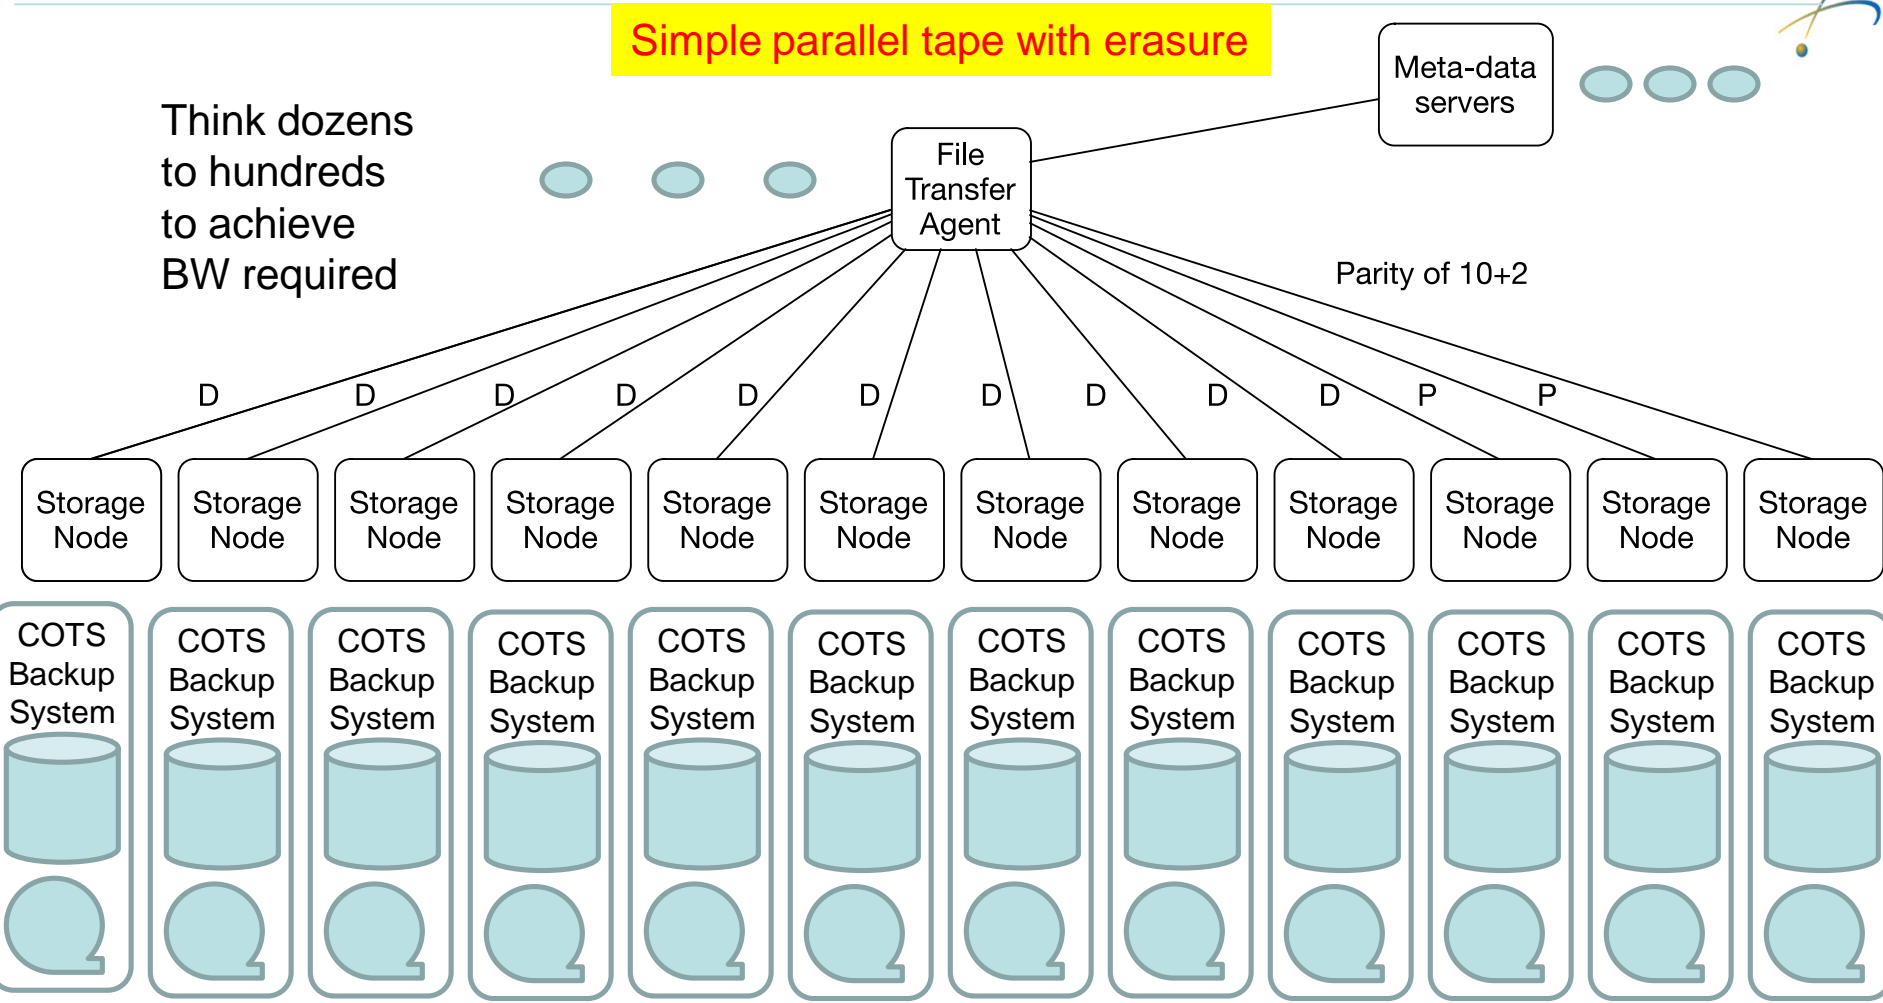 Simple parallel tape with erasure
Meta-data
servers
Think dozens
to hundreds
to achieve
BW required
File
Transfer
Agent
Parity of 10+2
D D D D D D D D D D P P
Storage
Node
Storage
Node
Storage
Node
Storage
Node
Storage
Node
Storage
Node
Storage
Node
Storage
Node
Storage
Node
Storage
Node
Storage
Node
Storage
Node
COTS
Backup
System
COTS
Backup
System
COTS
Backup
System
COTS
Backup
System
COTS
Backup
System
COTS
Backup
System
COTS
Backup
System
COTS
Backup
System
COTS
Backup
System
COTS
Backup
System
COTS
Backup
System
COTS
Backup
System